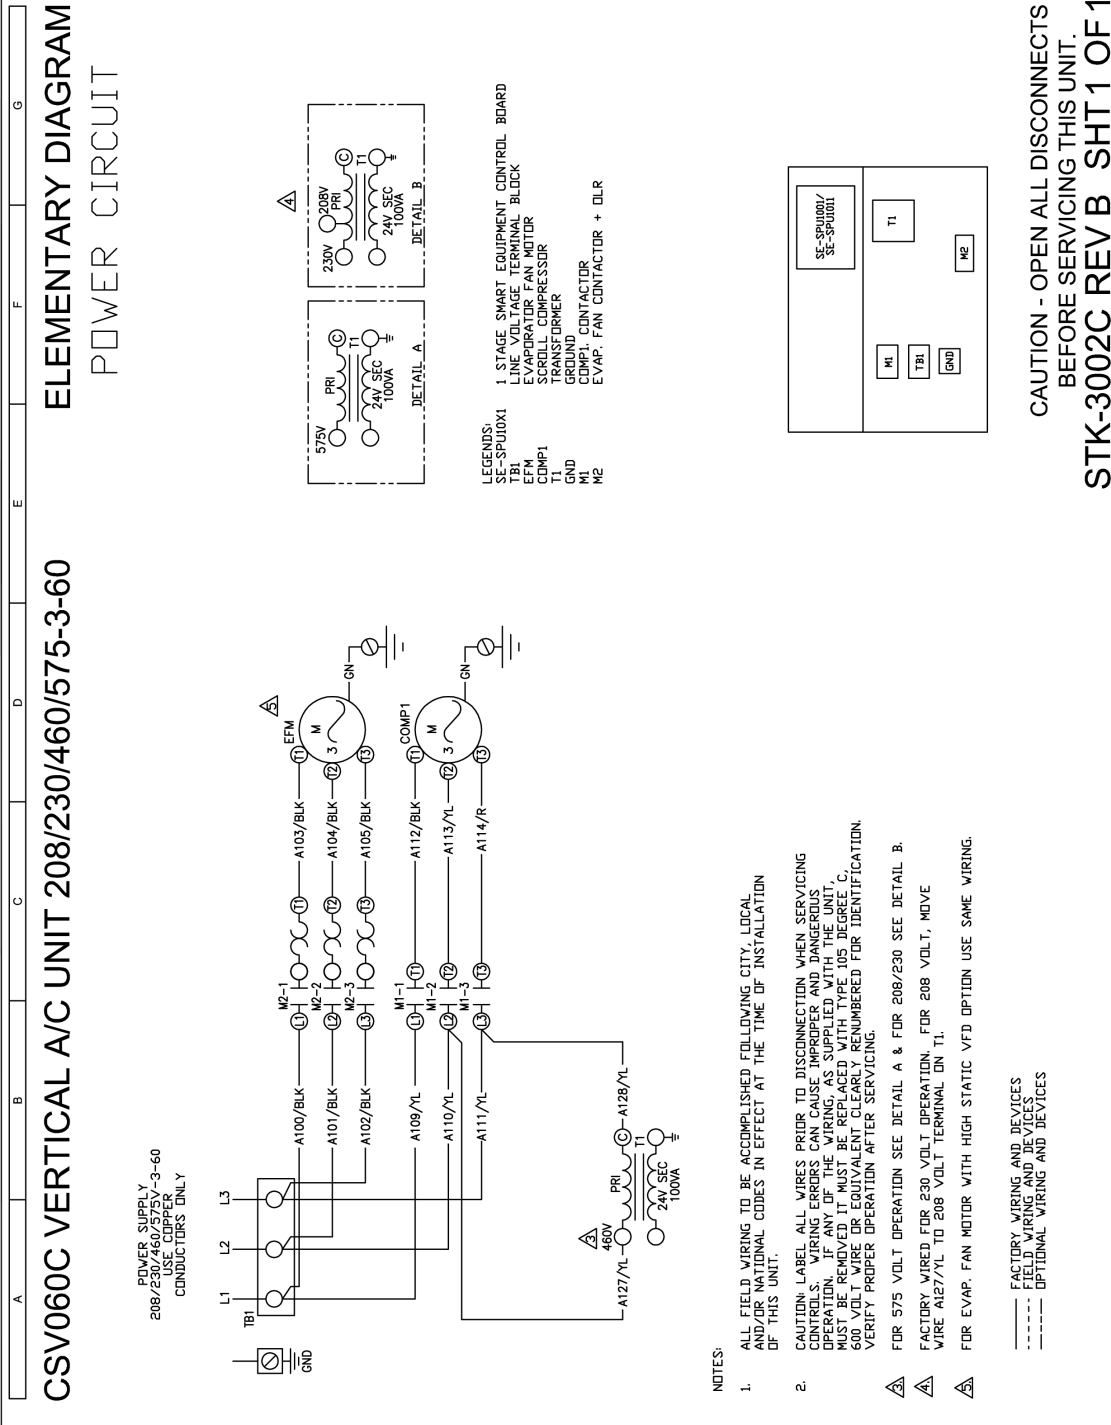 A
B
C
D
E
F
G
CSV060C VERTICAL A/C UNIT 208/230/460/575-3-60
ELEMENTARY DIAGRAM
POWER CIRCUIT
POWER SUPPLY
208/230/460/575V-3-60
USE COPPER
CONDUCTORS ONLY
L1
L2
L3
TB1
GND
A100/BLK
A101/BLK
A102/BLK
A109/YL
A110/YL
A111/YL
M2-1
M2-2
M2-3
M1-1
M1-2
M1-3
L1
L2
L3
L1
L2
L3
T1
T2
T3
T1
T2
T3
A103/BLK
A104/BLK
A105/BLK
A112/BLK
A113/YL
A114/R
T1
T2
T3
T1
T2
T3
EFM
5.
M
3
GN
COMP1
M
3
GN
3.
460V
PRI
C
T1
24V SEC
100VA
A127/YL
A128/YL
575V
PRI
C
T1
24V SEC
100VA
DETAIL A
4
230V
208V
PRI
C
T1
24V SEC
100VA
DETAIL B
LEGENDS:
SE-SPU10X1 1 STAGE SMART EQUIPMENT CONTROL BOARD
TB1 LINE VOLTAGE TERMINAL BLOCK
EFM EVAPORATOR FAN MOTOR
COMP1 SCROLL COMPRESSOR
T1 TRANSFORMER
GND GROUND
M1 COMP1. CONTACTOR
M2 EVAP. FAN CONTACTOR + OLR
NOTES:
1. ALL FIELD WIRING TO BE ACCOMPLISHED FOLLOWING CITY, LOCAL
AND/OR NATIONAL CODES IN EFFECT AT THE TIME OF INSTALLATION
OF THIS UNIT.
2. CAUTION: LABEL ALL WIRES PRIOR TO DISCONNECTION WHEN SERVICING
CONTROLS. WIRING ERRORS CAN CAUSE IMPROPER AND DANGEROUS
OPERATION. IF ANY OF THE WIRING, AS SUPPLIED WITH THE UNIT,
MUST BE REMOVED IT MUST BE REPLACED WITH TYPE 105 DEGREE C,
600 VOLT WIRE OR EQUIVALENT CLEARLY RENUMBERED FOR IDENTIFICATION.
VERIFY PROPER OPERATION AFTER SERVICING.
3. FOR 575 VOLT OPERATION SEE DETAIL A & FOR 208/230 SEE DETAIL B.
4. FACTORY WIRED FOR 230 VOLT OPERATION. FOR 208 VOLT, MOVE
WIRE A127/YL TO 208 VOLT TERMINAL ON T1.
5. FOR EVAP. FAN MOTOR WITH HIGH STATIC VFD OPTION USE SAME WIRING.
FACTORY WIRING AND DEVICES
FIELD WIRING AND DEVICES
OPTIONAL WIRING AND DEVICES
SE-SPU1001/
SE-SPU1011
T1
M2
M1
TB1
GND
CAUTION - OPEN ALL DISCONNECTS
BEFORE SERVICING THIS UNIT.
STK-3002C REV B SHT 1 OF 1